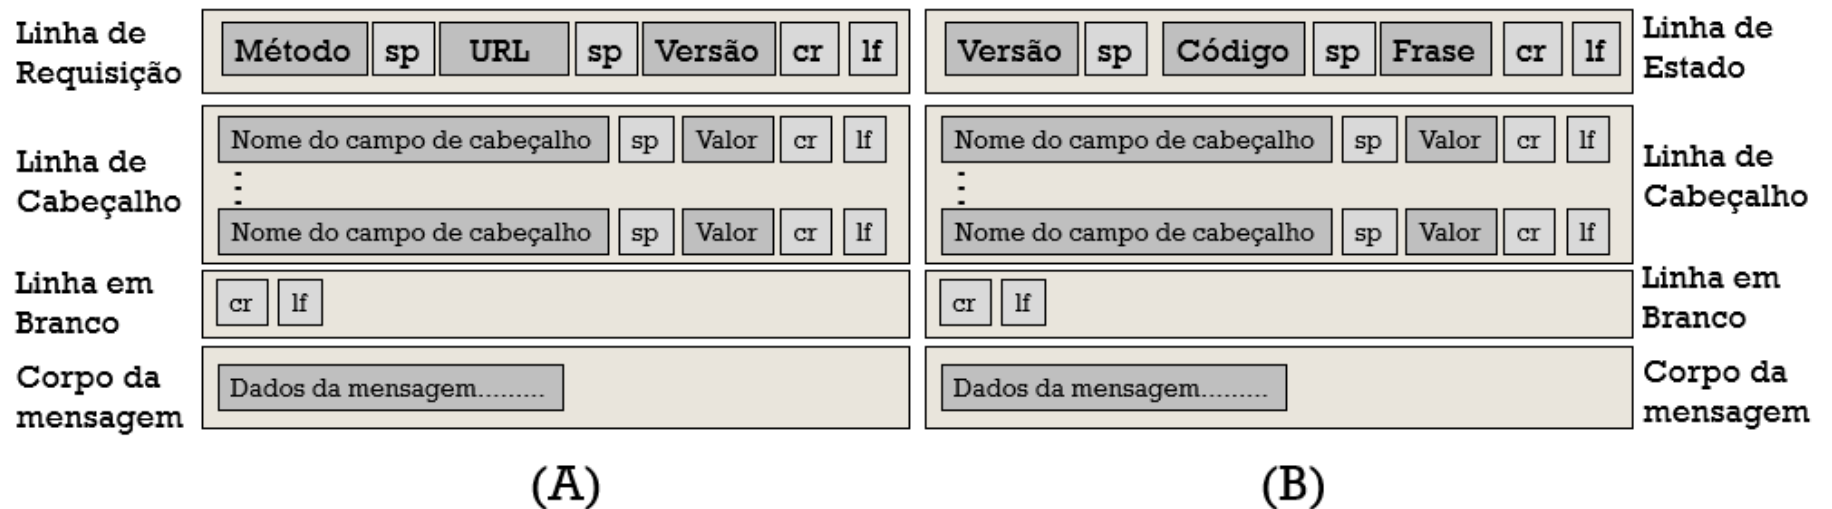 Linha de
Requisição
Método sp URL sp Versão cr lf
Versão sp Código sp Frase cr lf
Linha de
Estado
Linha de
Cabeçalho
Nome do campo de cabeçalho sp Valor cr lf
⋮
Nome do campo de cabeçalho sp Valor cr lf
Nome do campo de cabeçalho sp Valor cr lf
⋮
Nome do campo de cabeçalho sp Valor cr lf
Linha de
Cabeçalho
Linha em
Branco
cr lf
cr lf
Linha em
Branco
Corpo da
mensagem
Dados da mensagem.........
Dados da mensagem.........
Corpo da
mensagem
(A)
(B)